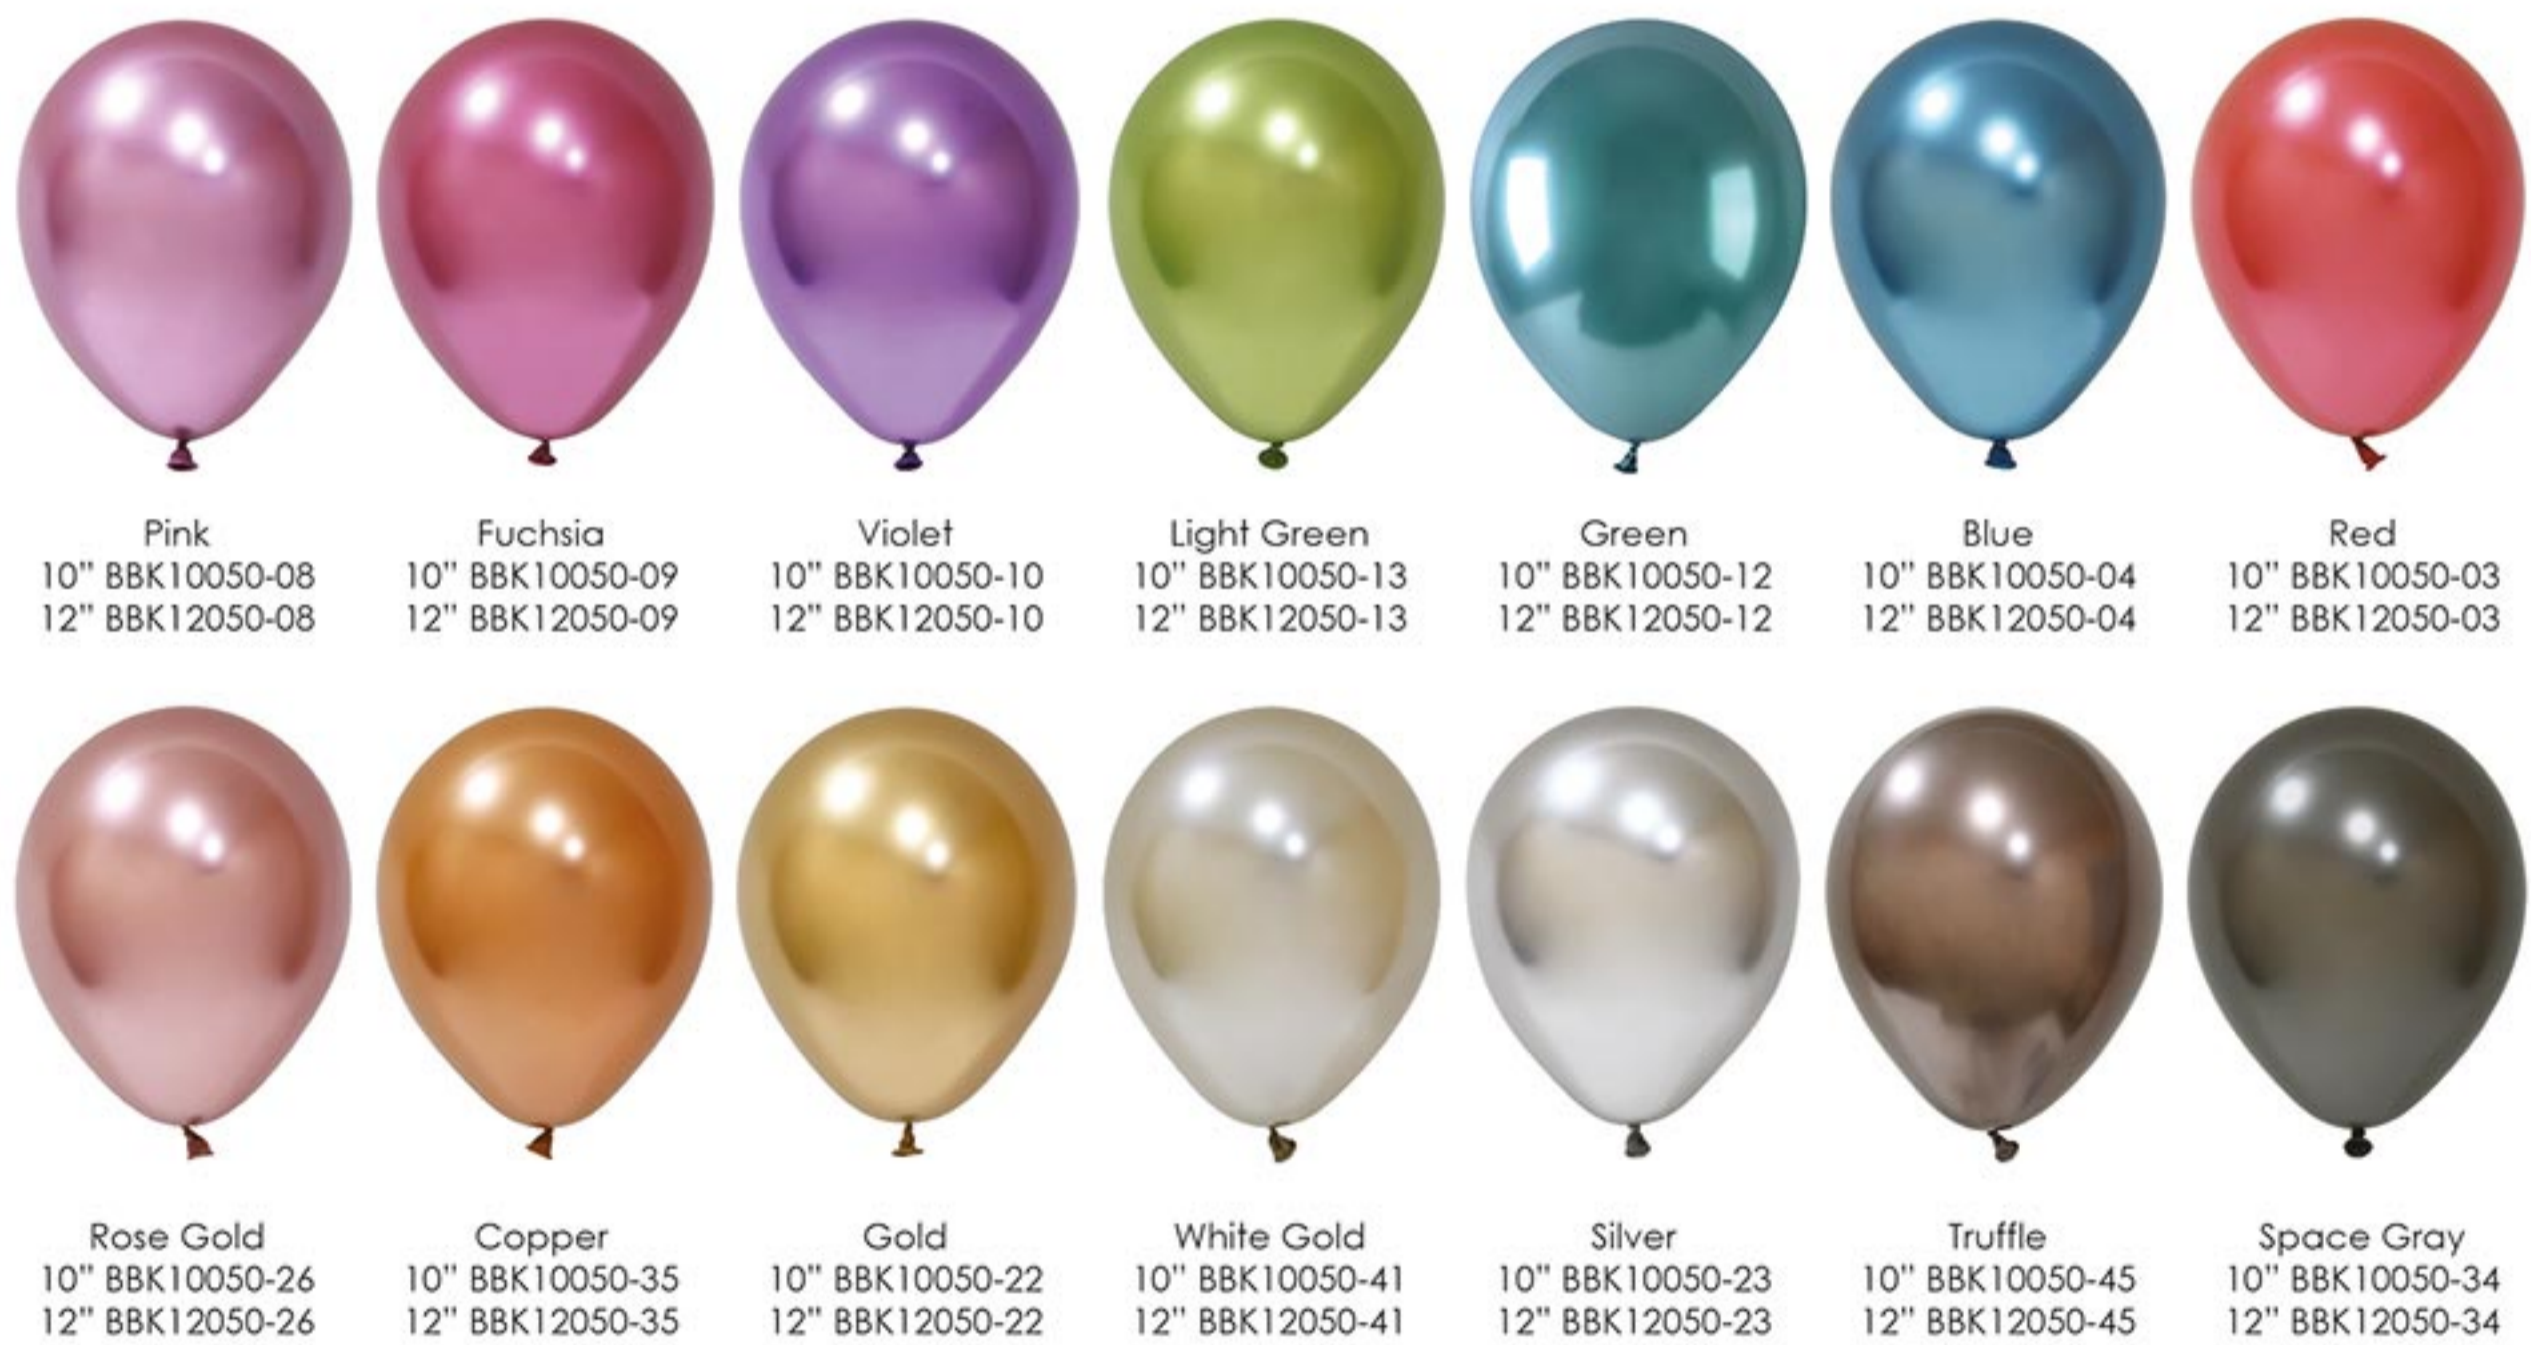 Pink
10" BBK10050-08
12" BBK12050-08
Fuchsia
10" BBK10050-09
12" BBK12050-09
Violet
10" BBK10050-10
12" BBK12050-10
Light Green
10" BBK10050-13
12" BBK12050-13
Green
10" BBK10050-12
12" BBK12050-12
Blue
10" BBK10050-04
12" BBK12050-04
Red
10" BBK10050-03
12" BBK12050-03
Rose Gold
10" BBK10050-26
12" BBK12050-26
Copper
10" BBK10050-35
12" BBK12050-35
Gold
10" BBK10050-22
12" BBK12050-22
White Gold
10" BBK10050-41
12" BBK12050-41
Silver
10" BBK10050-23
12" BBK12050-23
Truffle
10" BBK10050-45
12" BBK12050-45
Space Gray
10" BBK10050-34
12" BBK12050-34